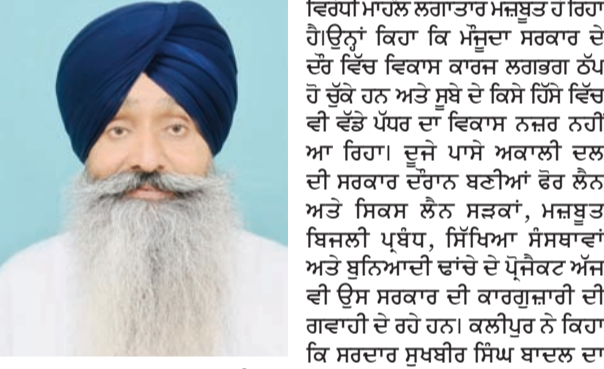 ਵਿਰੋਧੀ ਮਾਹੌਲ ਲਗਾਤਾਰ ਮਜ਼ਬੂਤ ਹੋ ਰਿਹਾ
ਹੈ।ਉਨ੍ਹਾਂ ਕਿਹਾ ਕਿ ਮੌਜੂਦਾ ਸਰਕਾਰ ਦੇ
ਦੌਰ ਵਿੱਚ ਵਿਕਾਸ ਕਾਰਜ ਲਗਭਗ ਠੱਪ
ਹੋ ਚੁੱਕੇ ਹਨ ਅਤੇ ਸੂਬੇ ਦੇ ਕਿਸੇ ਹਿੱਸੇ ਵਿੱਚ
ਵੀ ਵੱਡੇ ਪੱਧਰ ਦਾ ਵਿਕਾਸ ਨਜ਼ਰ ਨਹੀਂ
ਆ ਰਿਹਾ। ਦੂਜੇ ਪਾਸੇ ਅਕਾਲੀ ਦਲ
ਦੀ ਸਰਕਾਰ ਦੌਰਾਨ ਬਣੀਆਂ ਫੋਰ ਲੈਨ
ਅਤੇ ਸਿਕਸ ਲੈਨ ਸੜਕਾਂ, ਮਜ਼ਬੂਤ
ਬਿਜਲੀ ਪ੍ਰਬੰਧ, ਸਿੱਖਿਆ ਸੰਸਥਾਵਾਂ
ਅਤੇ ਬੁਨਿਆਦੀ ਢਾਂਚੇ ਦੇ ਪ੍ਰੋਜੈਕਟ ਅੱਜ
ਵੀ ਉਸ ਸਰਕਾਰ ਦੀ ਕਾਰਗੁਜ਼ਾਰੀ ਦੀ
ਗਵਾਹੀ ਦੇ ਰਹੇ ਹਨ। ਕਲੀਪੁਰ ਨੇ ਕਿਹਾ
ਕਿ ਸਰਦਾਰ ਸੁਖਬੀਰ ਸਿੰਘ ਬਾਦਲ ਦਾ